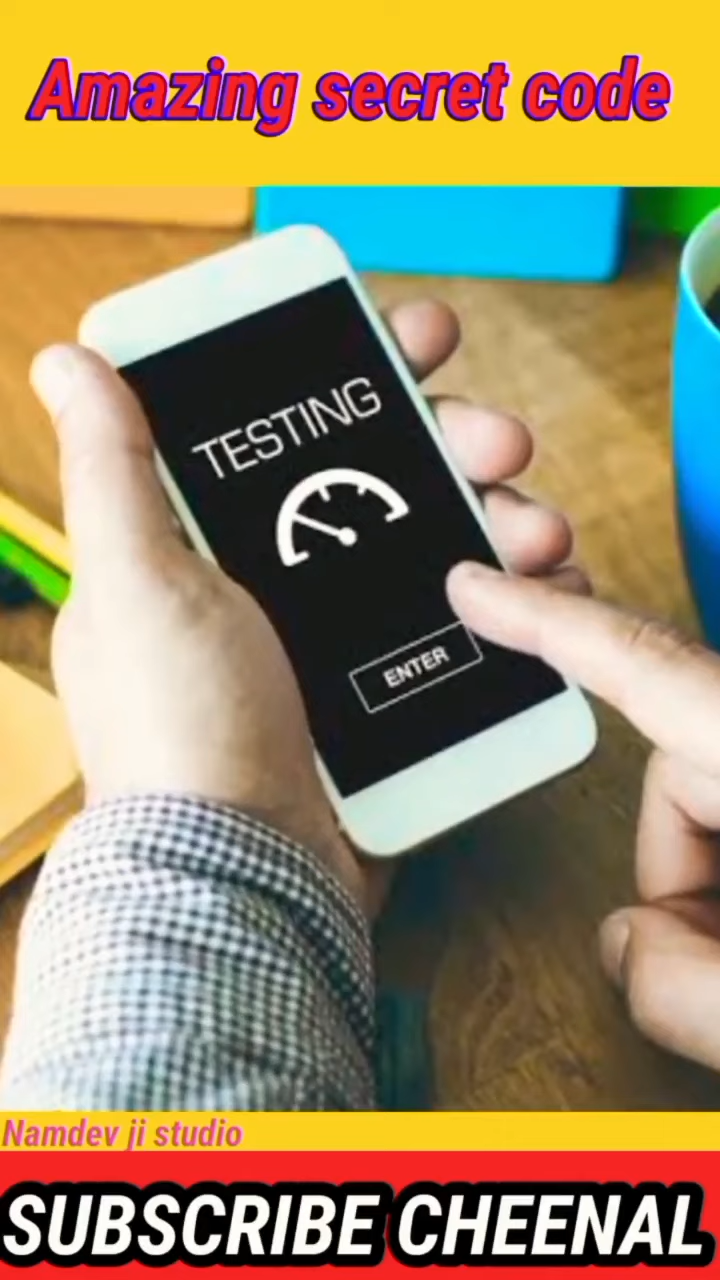 Amazing secret code
TESTING
ENTER
Namdev ji studio
SUBSCRIBE CHEENAL